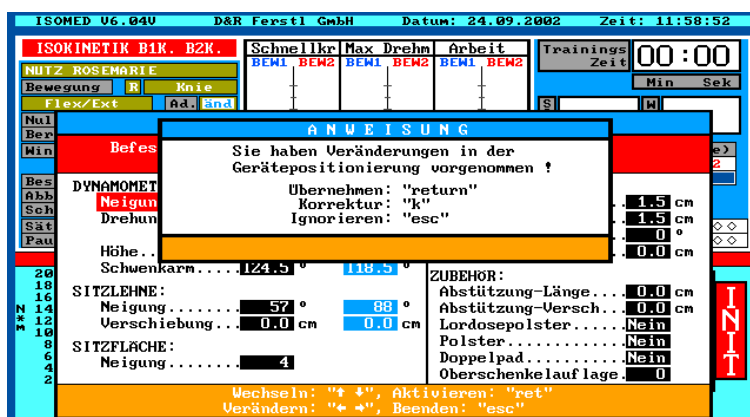 ISOMED V6.04V D&R Ferstl GmbH Datum: 24.09.2002 Zeit: 11:58:52
ISOKINETIK B1K. B2K.
Schnellkr Max Drehm Arbeit
Trainings
Zeit
00:00
BEW1 BEW2 BEW1 BEW2 BEW1 BEW2
NUTZ ROSEMARIE
Min Sek
Bewegung R Knie
Flex/Ext Ad. änd
S W
Nul
Ber
A N W E I S U N G
Win
Befes
Sie haben Veränderungen in der
Gerätepositionierung vorgenommen !
e)
2
Bes
Abb
Sch
Sät
Pau
DYNAMOMET
Übernehmen: "return"
Neigun
Korrektur: "k"
1.5 cm
Drehun
Ignorieren: "esc"
1.5 cm
0 °
Höhe..
0.0 cm
Schwenkarm.....124.5 ° 118.5 °
ZUBEHöR:
SITZLEHNE:
Abstützung-Länge....0.0 cm
Neigung........ 57 ° 88 °
Abstützung-Versch...0.0 cm
Verschiebung... 0.0 cm 0.0 cm
Lordosepolster......Nein
Polster.............Nein
SITZFLÄCHE:
Doppelpad...........Nein
Neigung........ 4
Oberschenkelauflage. 0
20
18
16
N 14
* 12
M 10
8
6
4
2
INIT
Wechseln: "↑ ↓", Aktivieren: "ret"
Verändern: "← →", Beenden: "esc"